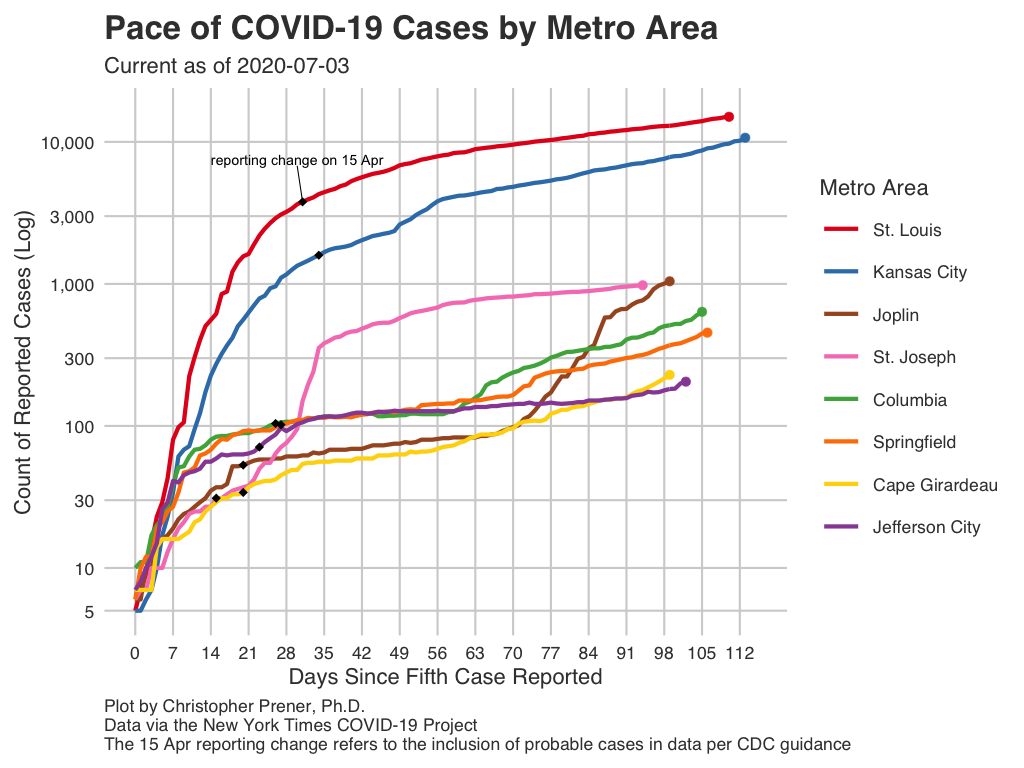 Pace of COVID-19 Cases by Metro Area
Current as of 2020-07-03
Count of Reported Cases (Log)
10,000
3,000
1,000
300
100
30
10
5
reporting change on 15 Apr
0 7 14 21 28 35 42 49 56 63 70 77 84 91 98 105 112
Days Since Fifth Case Reported
Metro Area
St. Louis
Kansas City
Joplin
St. Joseph
Columbia
Springfield
Cape Girardeau
Jefferson City
Plot by Christopher Prener, Ph.D.
Data via the New York Times COVID-19 Project
The 15 Apr reporting change refers to the inclusion of probable cases in data per CDC guidance